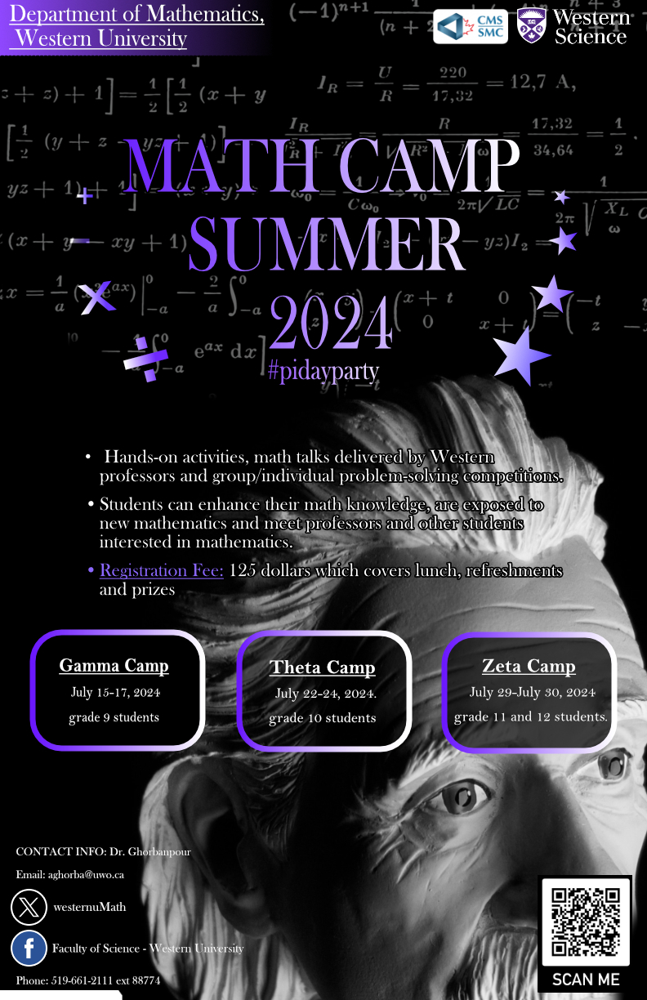 Department of Mathematics,
Western University
CMS
SMC
Western
Science
MATH CAMP
SUMMER
2024
#pidayparty
• Hands-on activities, math talks delivered by Western
professors and group/individual problem-solving competitions.
• Students can enhance their math knowledge, are exposed to
new mathematics and meet professors and other students
interested in mathematics.
• Registration Fee: 125 dollars which covers lunch, refreshments
and prizes
Gamma Camp
July 15-17, 2024
grade 9 students
Theta Camp
July 22-24, 2024.
grade 10 students
Zeta Camp
July 29-July 30, 2024
grade 11 and 12 students.
CONTACT INFO: Dr. Ghorbanpour
Email: aghorba@uwo.ca
westernuMath
Faculty of Science - Western University
Phone: 519-661-2111 ext 88774
SCAN ME